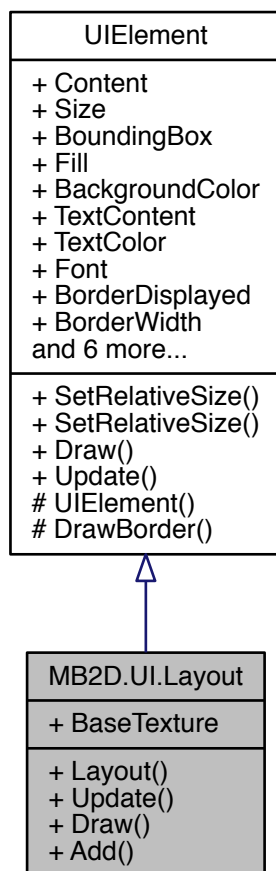 UIElement
+ Content
+ Size
+ BoundingBox
+ Fill
+ BackgroundColor
+ TextContent
+ TextColor
+ Font
+ BorderDisplayed
+ BorderWidth
and 6 more...
+ SetRelativeSize()
+ SetRelativeSize()
+ Draw()
+ Update()
# UIElement()
# DrawBorder()
MB2D.UI.Layout
+ BaseTexture
+ Layout()
+ Update()
+ Draw()
+ Add()